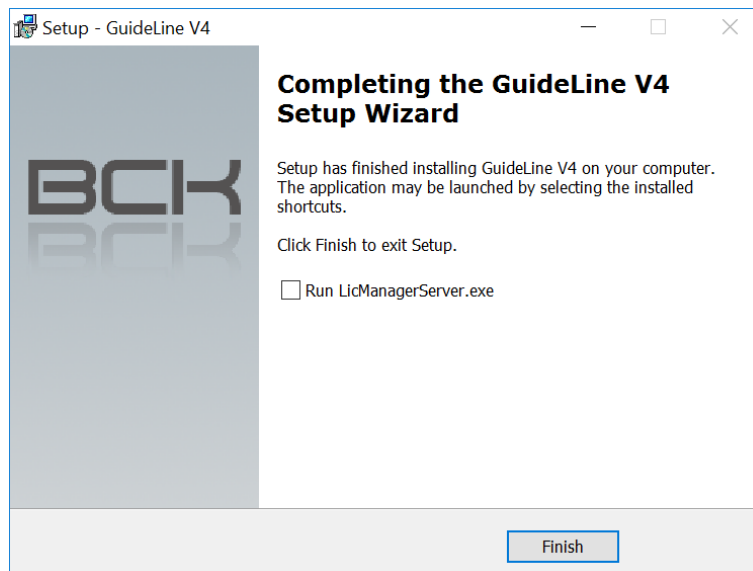 Setup - GuideLine V4
Completing the GuideLine V4
Setup Wizard
BCK
Setup has finished installing GuideLine V4 on your computer.
The application may be launched by selecting the installed
shortcuts.
Click Finish to exit Setup.
Run LicManagerServer.exe
Finish